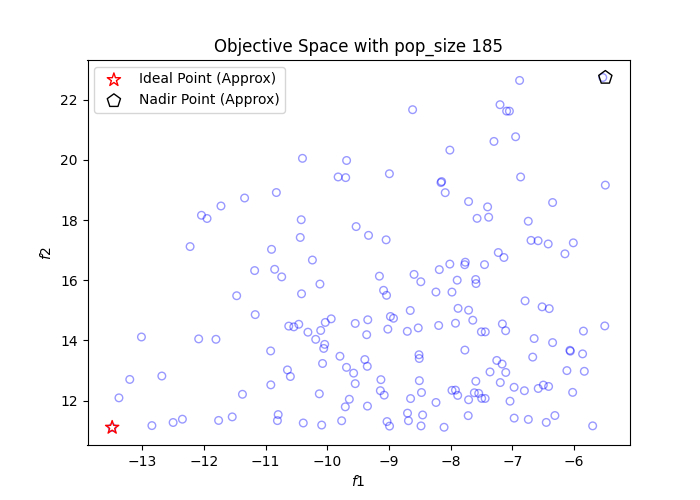 Objective Space with pop_size 185
Ideal Point (Approx)
Nadir Point (Approx)
f2
22
20
18
16
14
12
−13
−12
−11
−10
−9
−8
−7
−6
f1